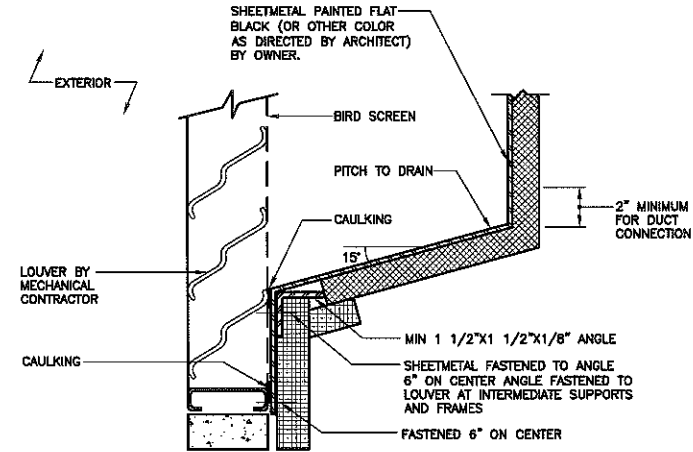 SHEETMETAL PAINTED FLAT
BLACK (OR OTHER COLOR
AS DIRECTED BY ARCHITECT)
BY OWNER.
EXTERIOR
BIRD SCREEN
PITCH TO DRAIN
2" MINIMUM
FOR DUCT
CONNECTION
CAULKING
15°
LOUVER BY
MECHANICAL
CONTRACTOR
MIN 1 1/2"X1 1/2"X1/8" ANGLE
CAULKING
SHEETMETAL FASTENED TO ANGLE
6" ON CENTER ANGLE FASTENED TO
LOUVER AT INTERMEDIATE SUPPORTS
AND FRAMES
FASTENED 6" ON CENTER